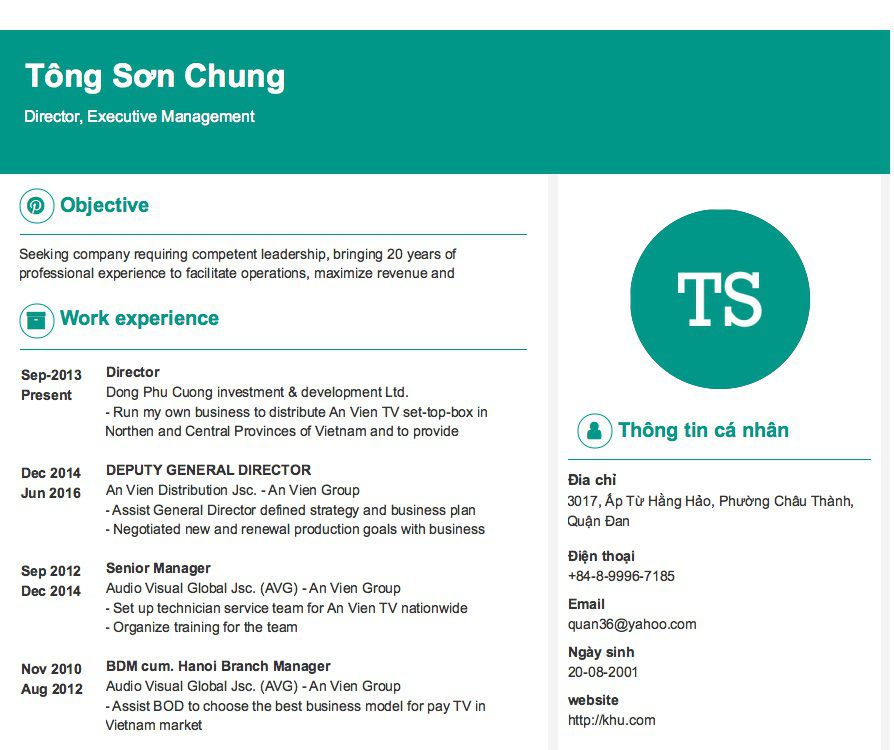 Tông Sơn Chung
Director, Executive Management
Objective
Seeking company requiring competent leadership, bringing 20 years of
professional experience to facilitate operations, maximize revenue and
Work experience
Sep-2013
Present
Director
Dong Phu Cuong investment & development Ltd.
- Run my own business to distribute An Vien TV set-top-box in
Northen and Central Provinces of Vietnam and to provide
Dec 2014
Jun 2016
DEPUTY GENERAL DIRECTOR
An Vien Distribution Jsc. - An Vien Group
- Assist General Director defined strategy and business plan
- Negotiated new and renewal production goals with business
Sep 2012
Dec 2014
Senior Manager
Audio Visual Global Jsc. (AVG) - An Vien Group
- Set up technician service team for An Vien TV nationwide
- Organize training for the team
Nov 2010
Aug 2012
BDM cum. Hanoi Branch Manager
Audio Visual Global Jsc. (AVG) - An Vien Group
- Assist BOD to choose the best business model for pay TV in
Vietnam market
TS
Thông tin cá nhân
Đia chỉ
3017, Ấp Từ Hằng Hảo, Phường Châu Thành,
Quận Đan
Điện thoại
+84-8-9996-7185
Email
quan36@yahoo.com
Ngày sinh
20-08-2001
website
http://khu.com